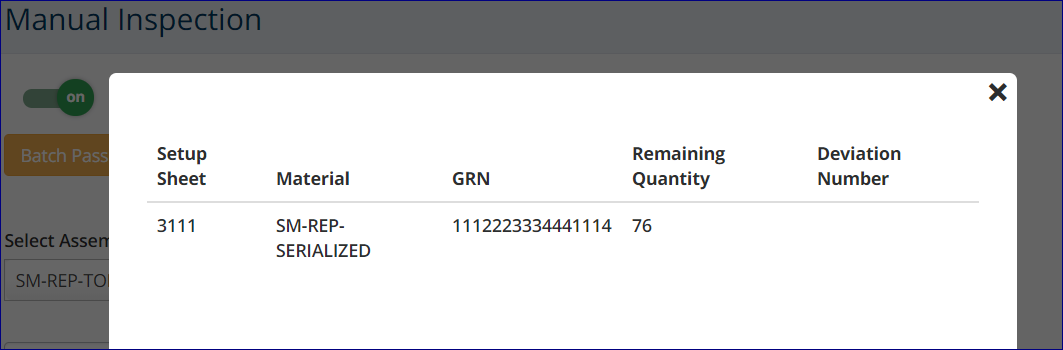 Manual Inspection
on
Batch Pass
Setup Sheet
Material
GRN
Remaining Quantity
Deviation Number
3111
SM-REP-
SERIALIZED
1112223334441114
76
Select Assem
SM-REP-TO